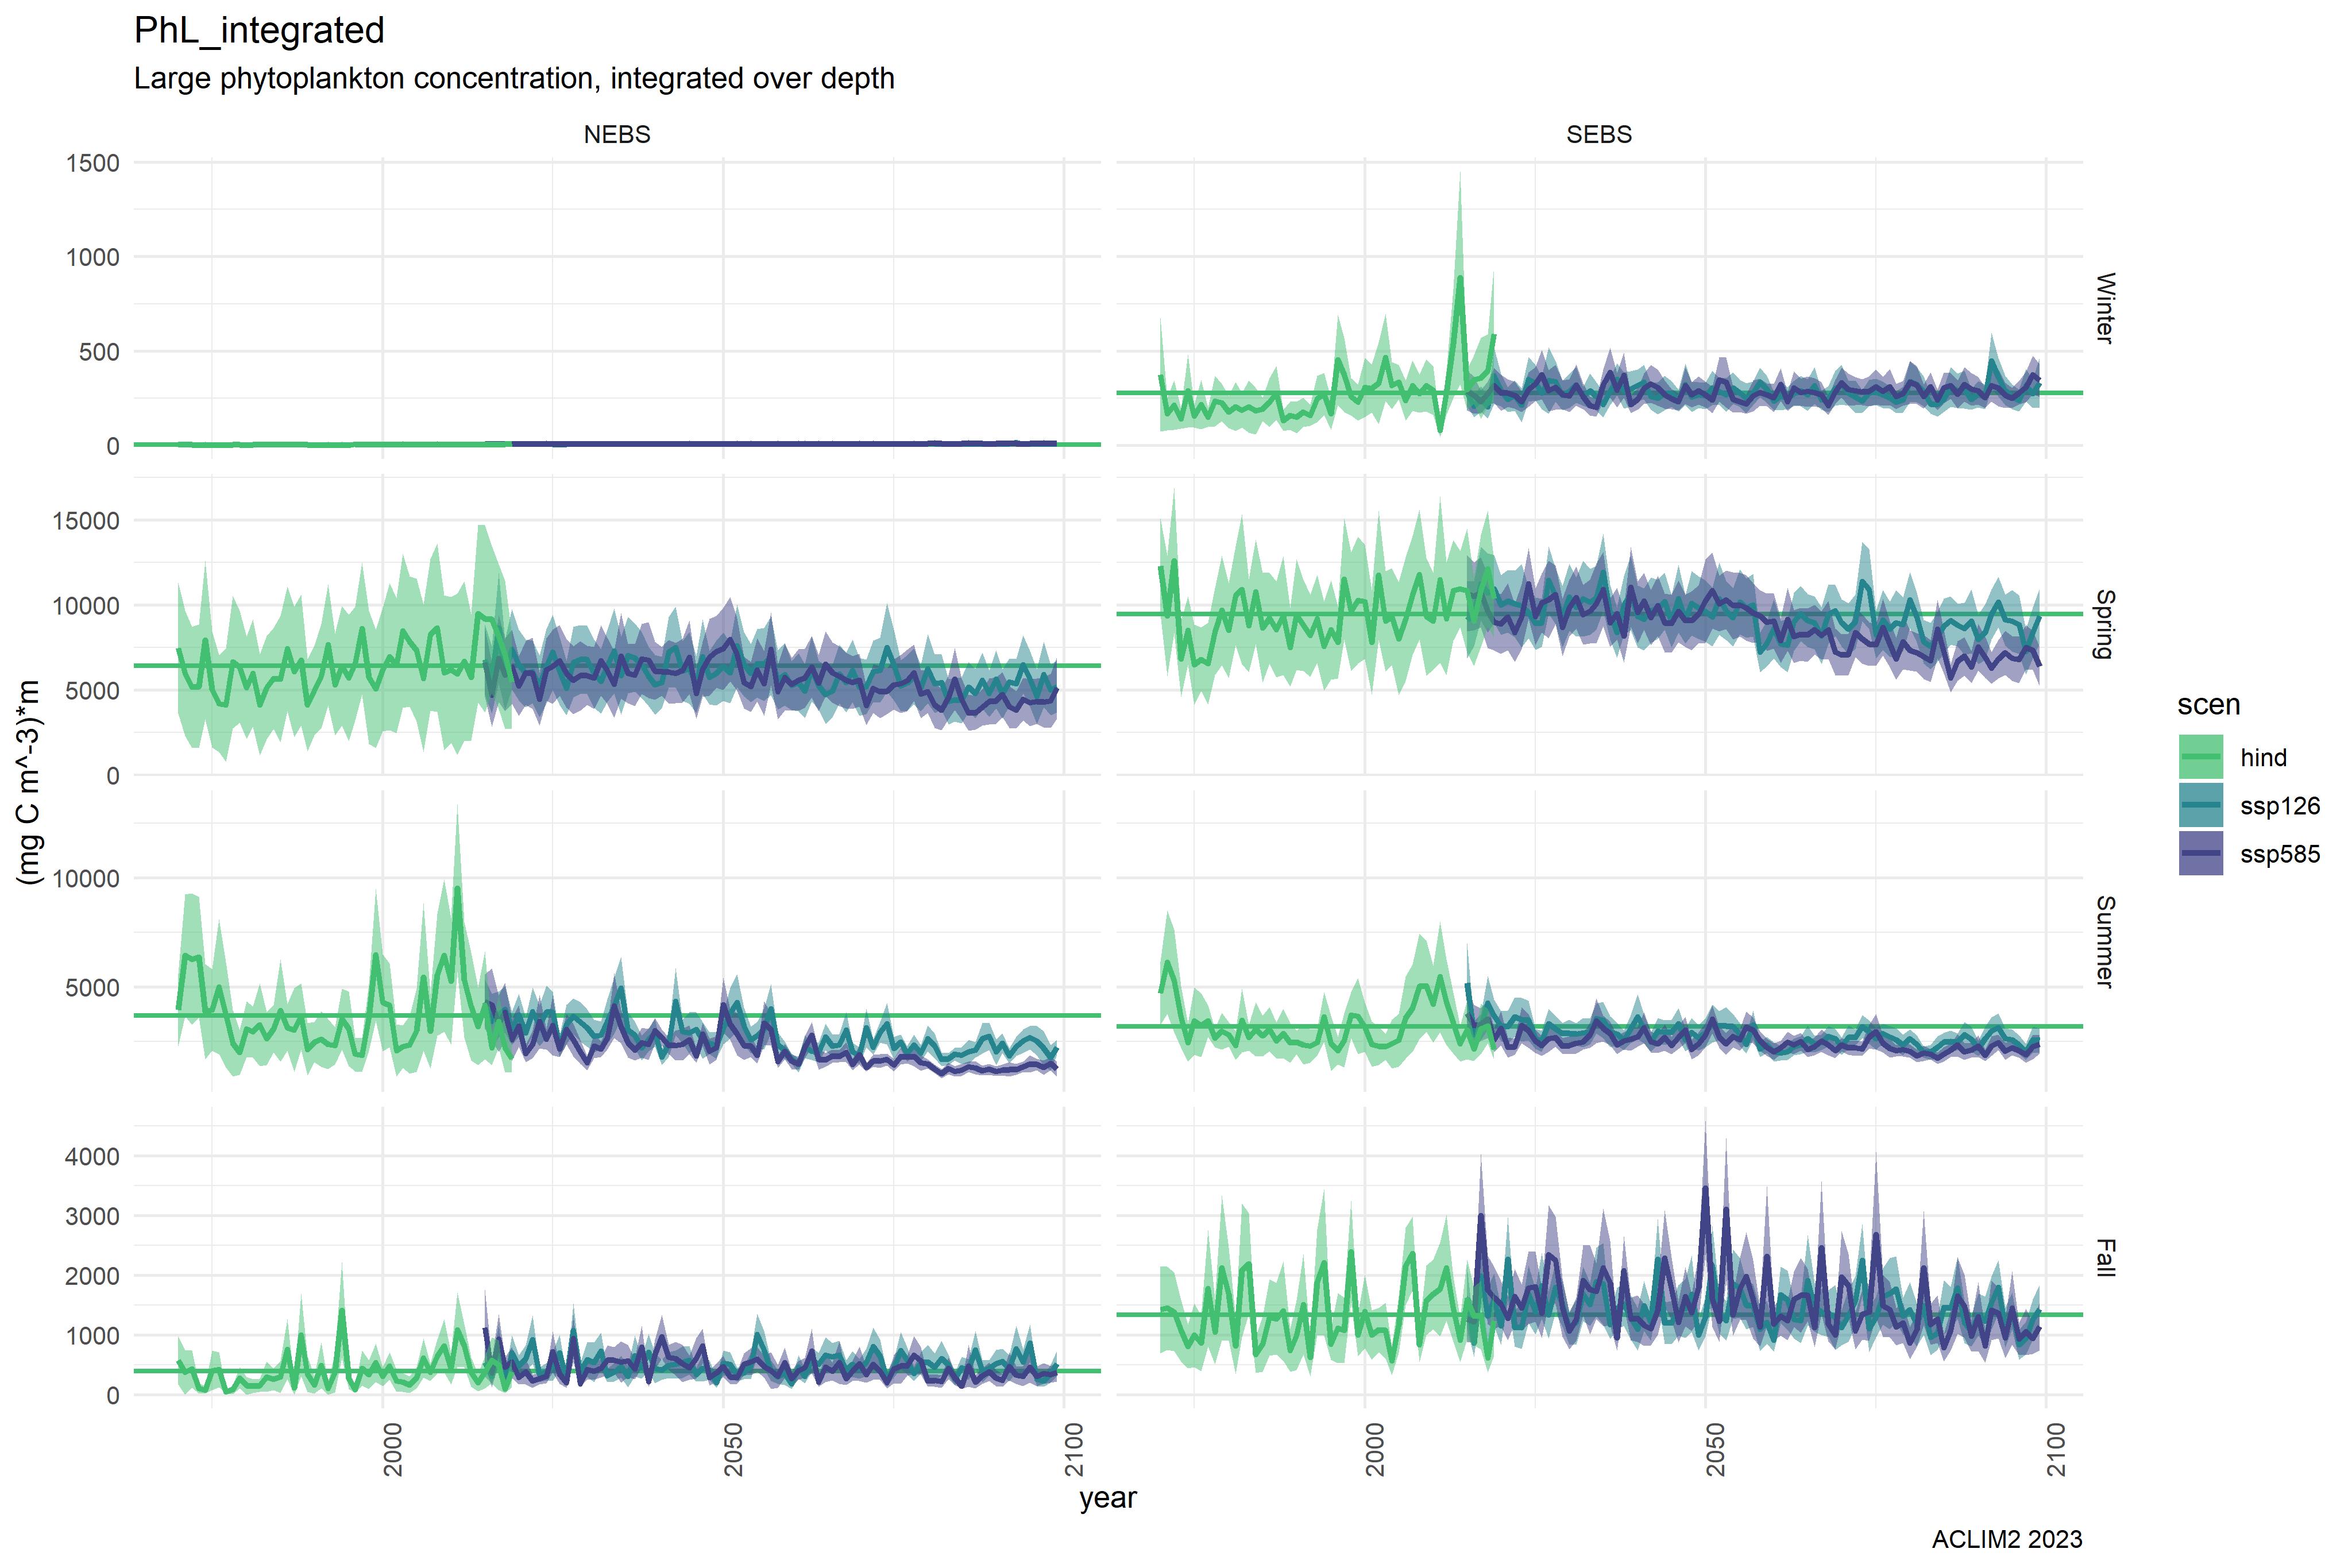 PhL_integrated
Large phytoplankton concentration, integrated over depth
NEBS
SEBS
1500
1000
500
0
Winter
15000
10000
5000
0
Spring
10000
5000
Summer
4000
3000
2000
1000
0
Fall
(mg C m^-3)*m
2000
2050
2100
2000
2050
2100
year
scen
hind
ssp126
ssp585
ACLIM2 2023